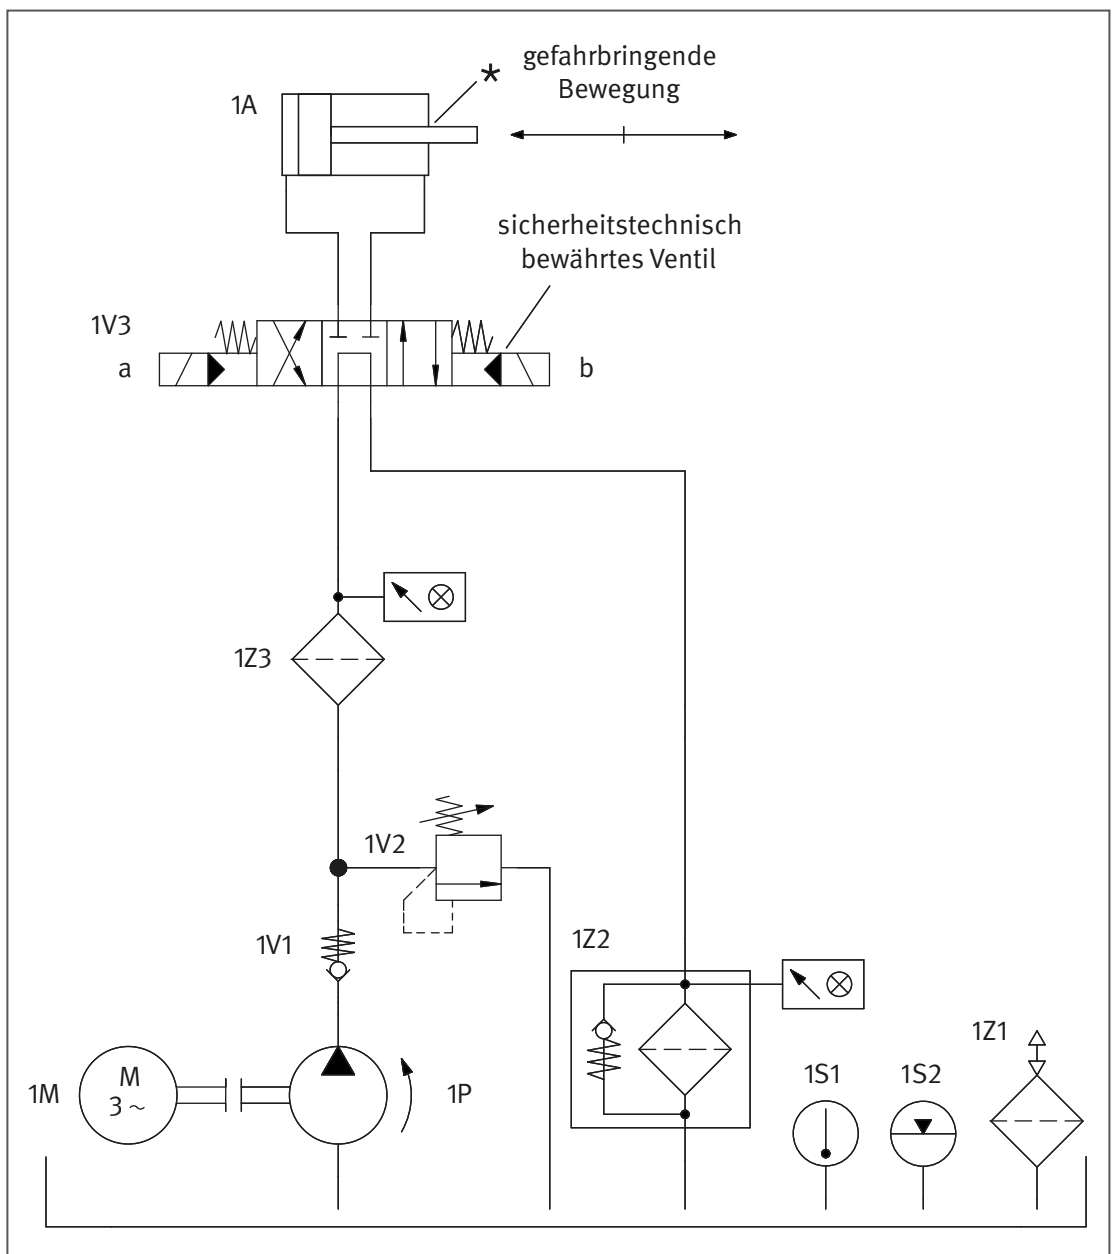 1A
*
gefahrbringende
Bewegung
sicherheitstechnisch
bewährtes Ventil
1V3
a
b
1Z3
1V2
1V1
1Z2
1Z1
1S1
1S2
1M
M
3 ~
1P